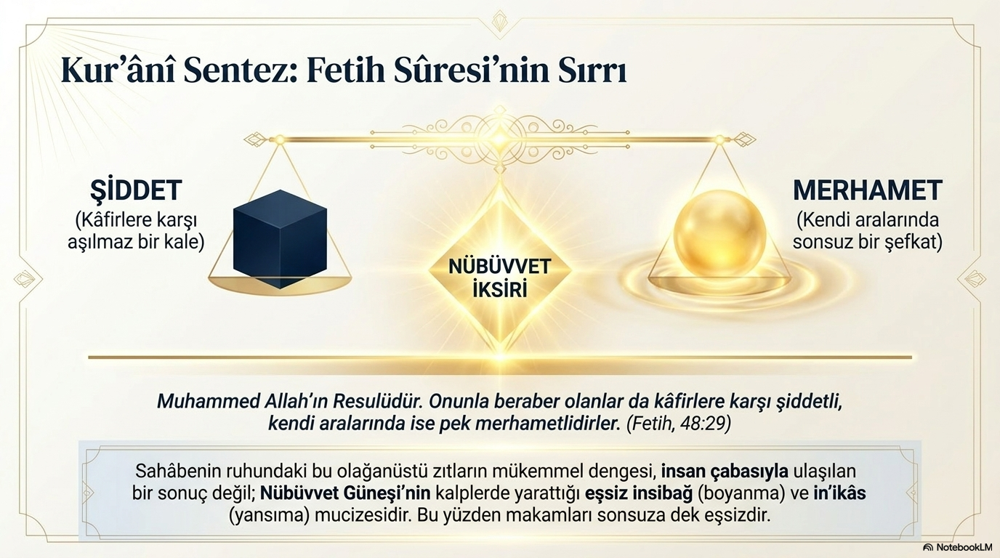 Kur’ânî Sentez: Fetih Sûresi’nin Sırrı
ŞİDDET
(Kâfirlere karşı
aşılmaz bir kale)
NÜBÜVVET
İKSİRİ
MERHAMET
(Kendi aralarında
sonsuz bir şefkat)
Muhammed Allah’ın Resulüdür. Onunla beraber olanlar da kâfirlere karşı şiddetli,
kendi aralarında ise pek merhametlidirler. (Fetih, 48:29)
Sahâbenin ruhundaki bu olağanüstü zıtların mükemmel dengesi, insan çabasıyla ulaşılan
bir sonuç değil; Nübüvvet Güneşi’nin kalplerde yarattığı eşsiz insibağ (boyanma) ve in’ikâs
(yansıma) mucizesidir. Bu yüzden makamları sonsuza dek eşsizdir.
NotebookLM